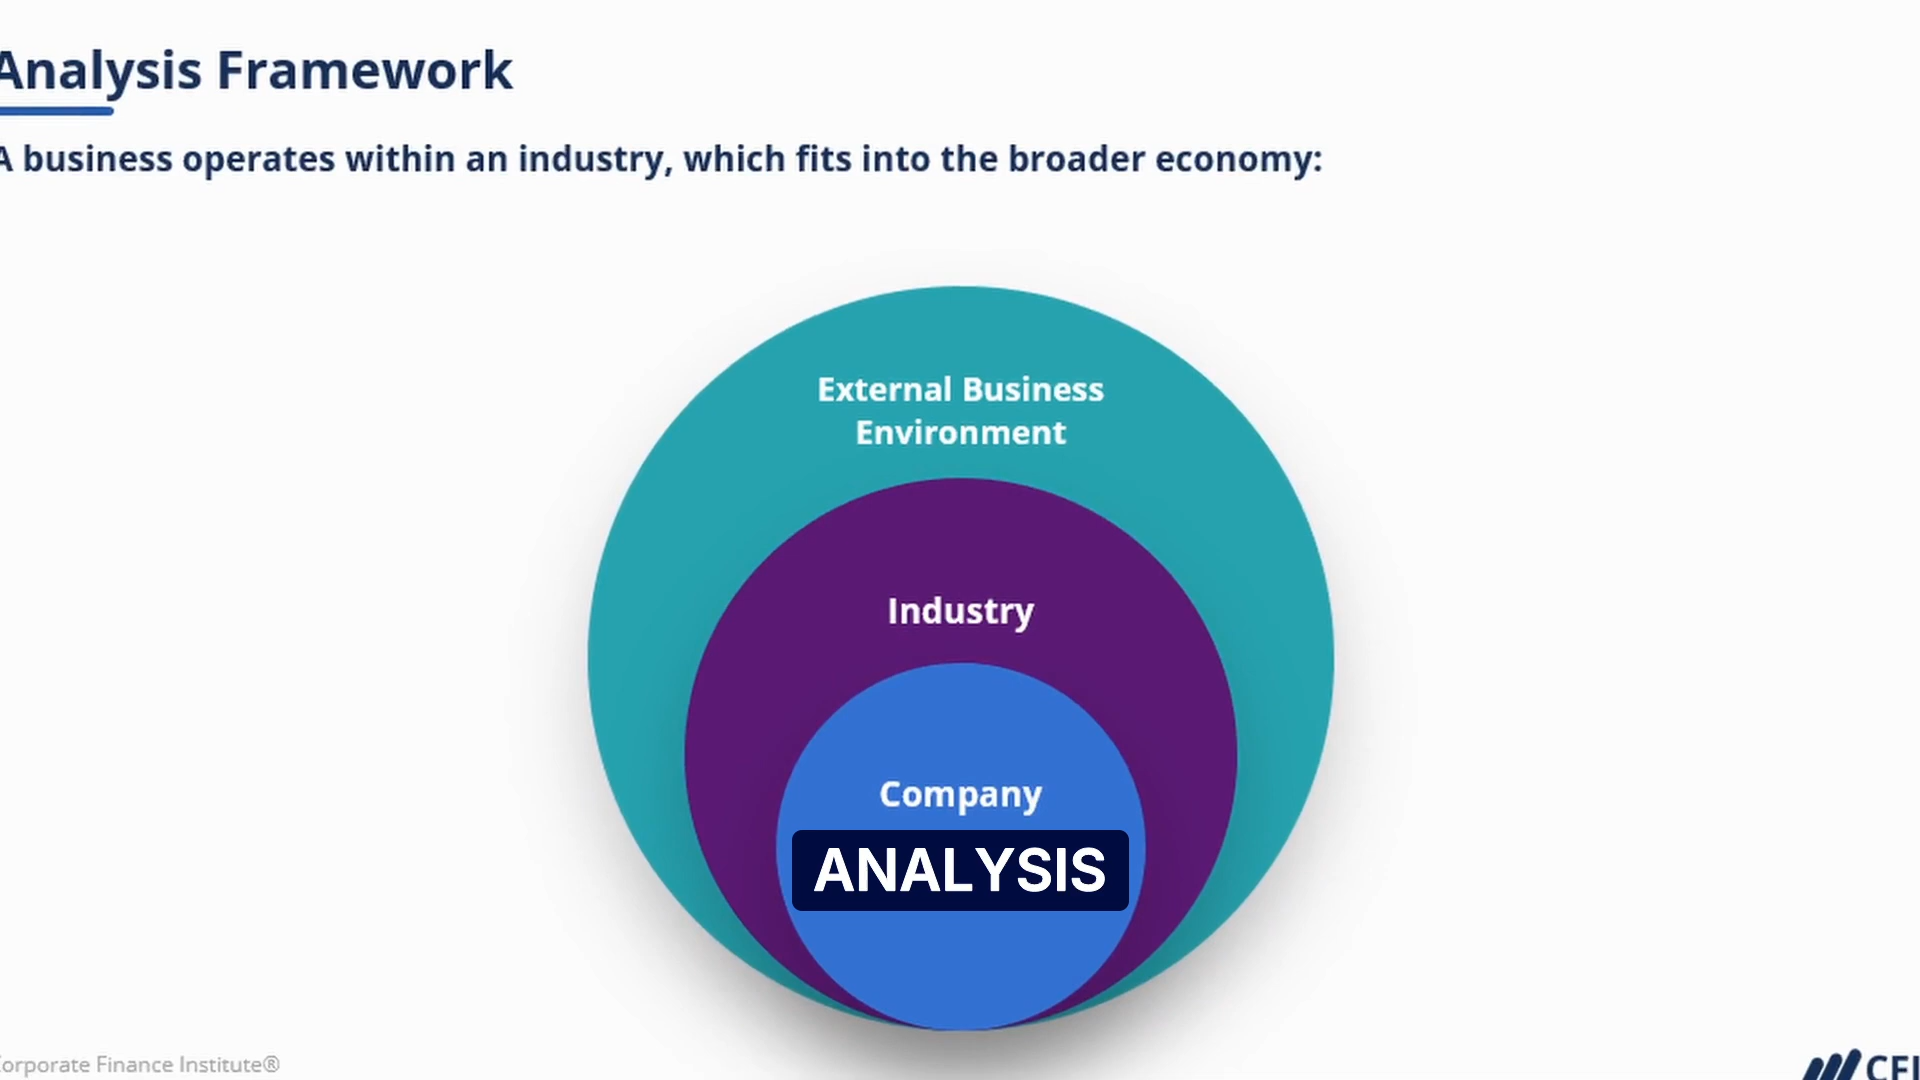 Analysis Framework
A business operates within an industry, which fits into the broader economy:
External Business
Environment
Industry
Company
ANALYSIS
Corporate Finance Institute®
CFI